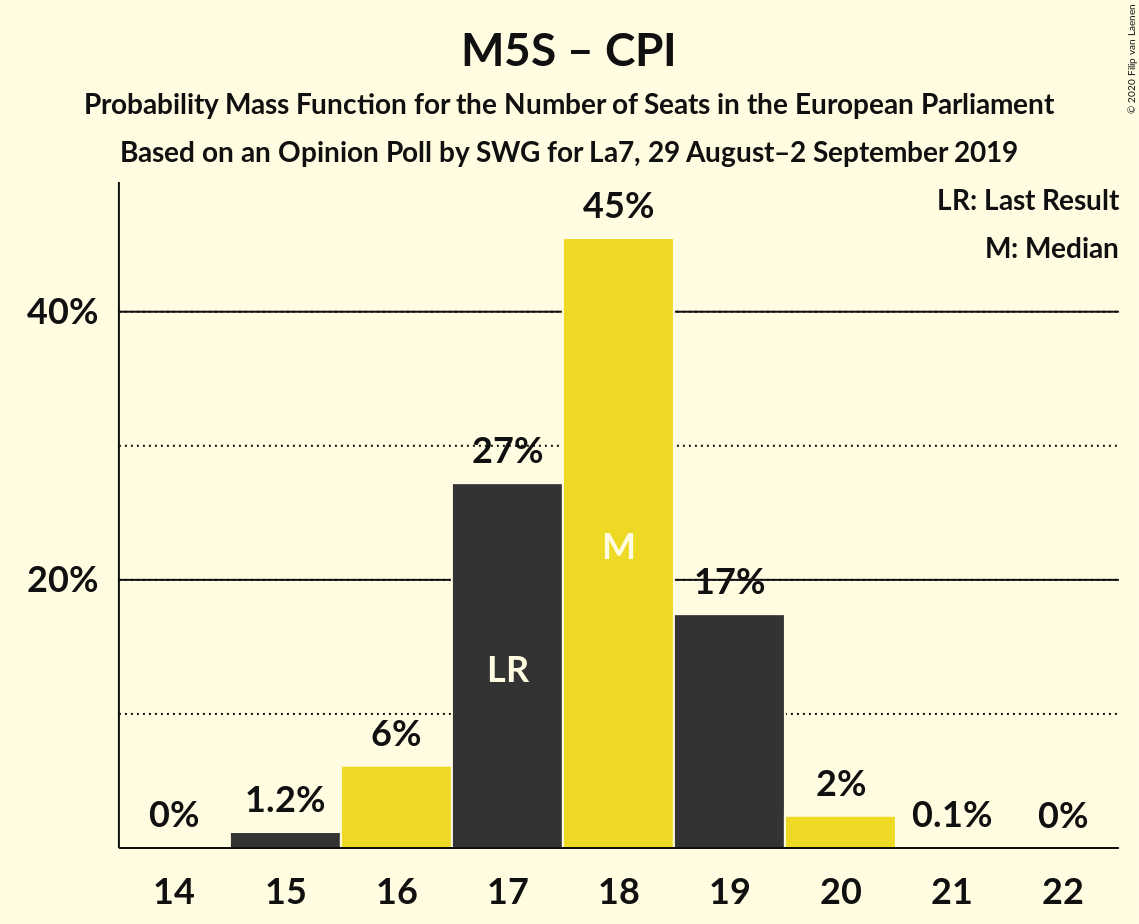 M5S – CPI
Probability Mass Function for the Number of Seats in the European Parliament
Based on an Opinion Poll by SWG for La7, 29 August–2 September 2019
© 2020 Filip van Laenen
LR: Last Result
M: Median
40%
20%
0%
1.2%
6%
27%
45%
17%
2%
0.1%
0%
LR
M
14 15 16 17 18 19 20 21 22